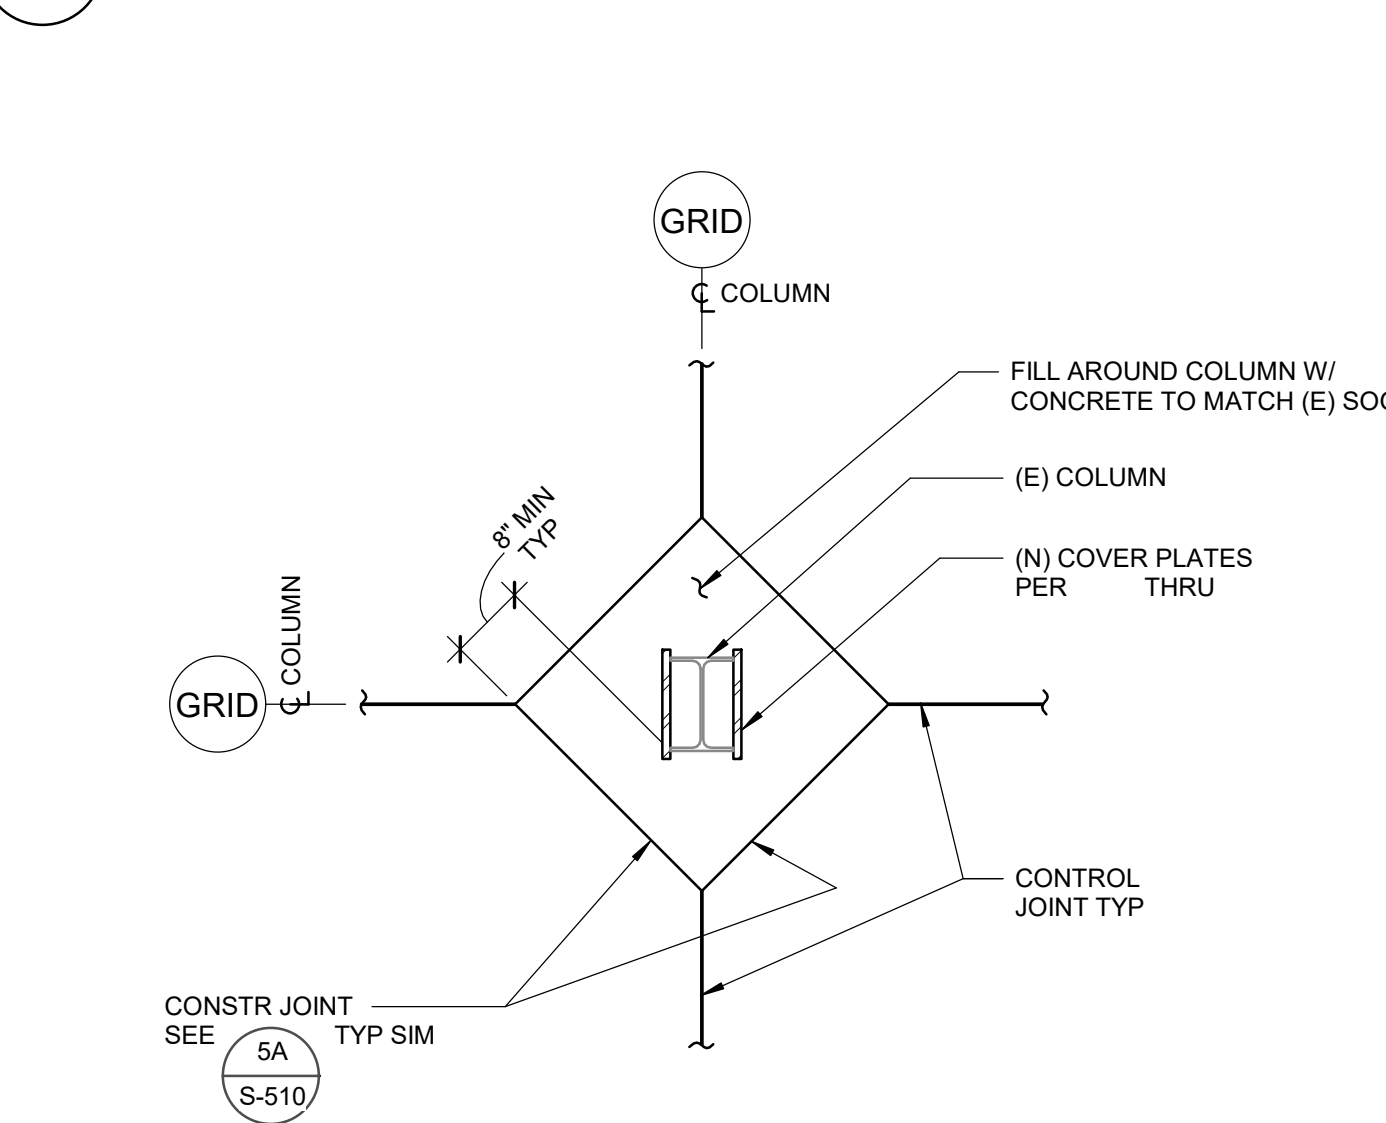 GRID
℄ COLUMN
FILL AROUND COLUMN W/
CONCRETE TO MATCH (E)
(E) COLUMN
8" MIN
TYP
(N) COVER PLATES
PER THRU
℄ COLUMN
GRID
CONTROL
JOINT TYP
CONSTR JOINT
SEE TYP SIM
5A
S-510